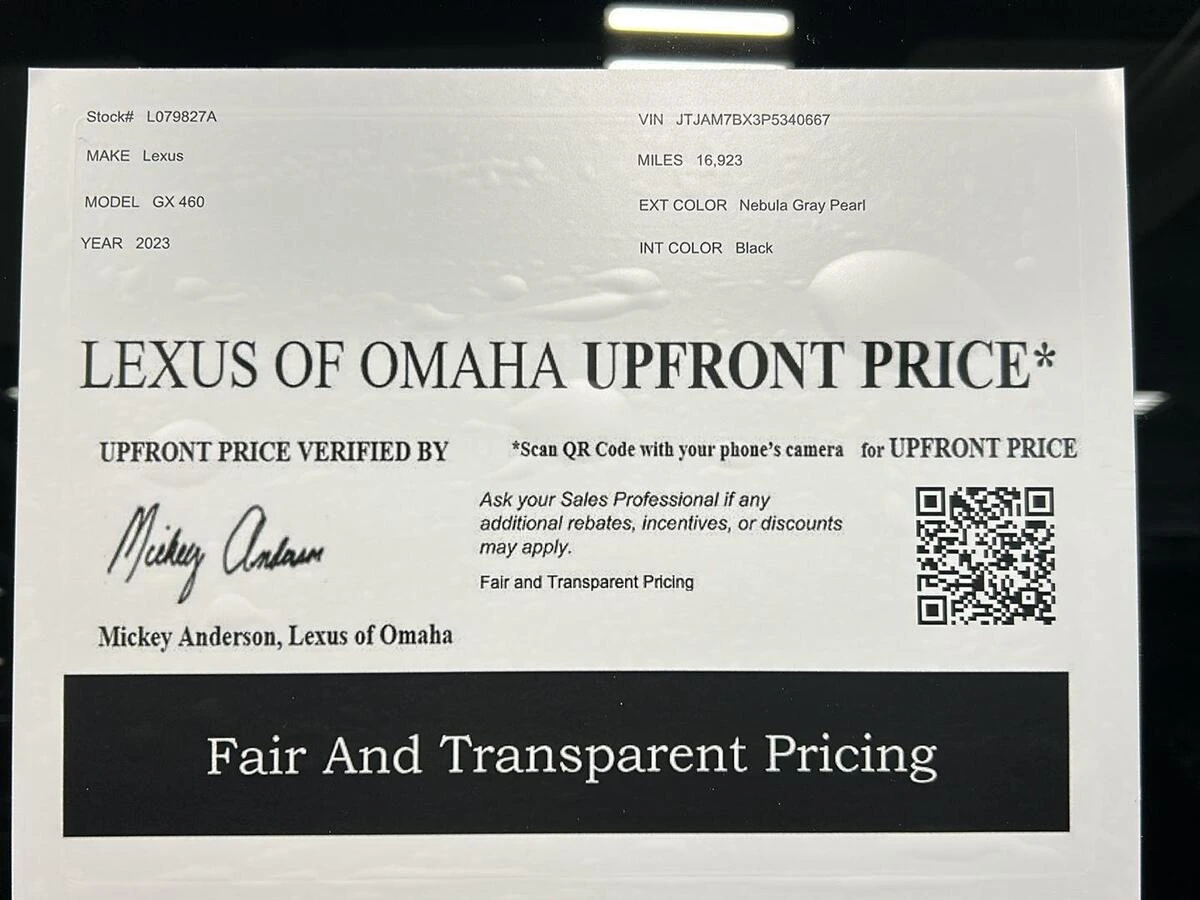 Stock# L079827A
VIN JTJAM7BX3P5340667
MAKE Lexus
MILES 16,923
MODEL GX 460
EXT COLOR Nebula Gray Pearl
YEAR 2023
INT COLOR Black
LEXUS OF OMAHA UPFRONT PRICE*
UPFRONT PRICE VERIFIED BY
*Scan QR Code with your phone's camera for UPFRONT PRICE
Mickey Anderson
Ask your Sales Professional if any
additional rebates, incentives, or discounts
may apply.
Fair and Transparent Pricing
Mickey Anderson, Lexus of Omaha
Fair And Transparent Pricing